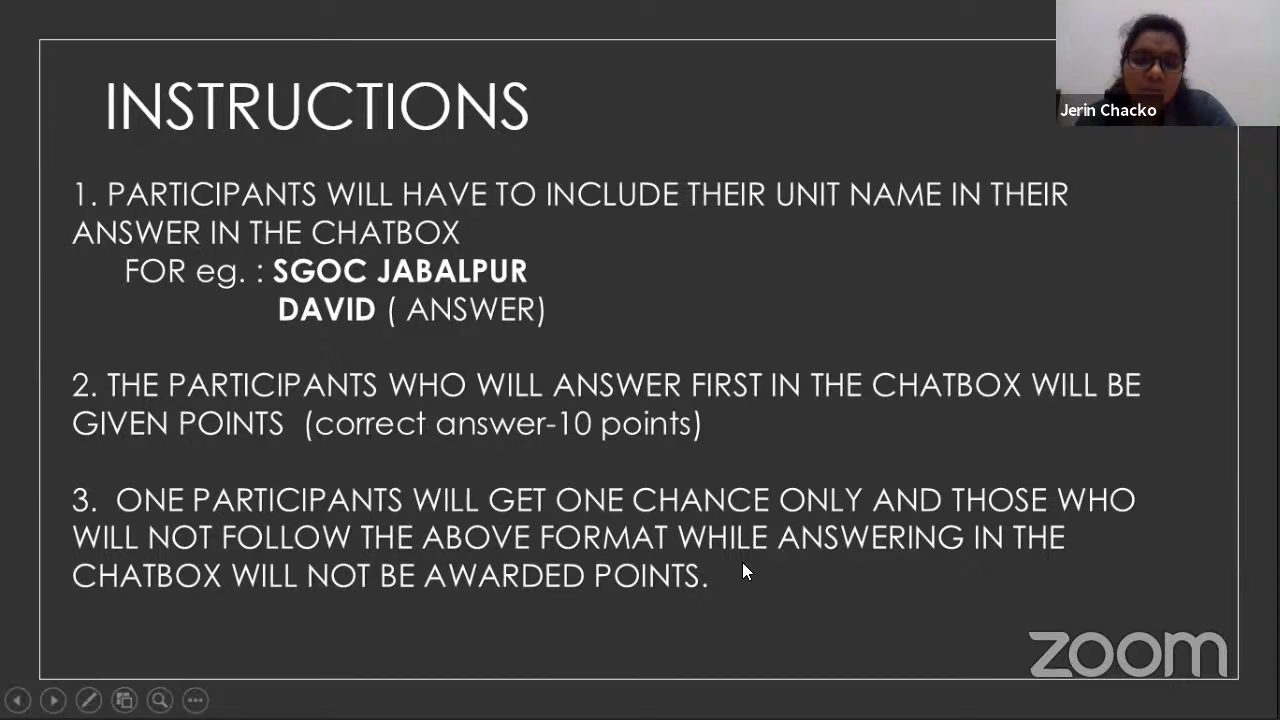 Jerin Chacko
INSTRUCTIONS
1. PARTICIPANTS WILL HAVE TO INCLUDE THEIR UNIT NAME IN THEIR
ANSWER IN THE CHATBOX
FOR eg. : SGOC JABALPUR
DAVID ( ANSWER)
2. THE PARTICIPANTS WHO WILL ANSWER FIRST IN THE CHATBOX WILL BE
GIVEN POINTS (correct answer-10 points)
3. ONE PARTICIPANTS WILL GET ONE CHANCE ONLY AND THOSE WHO
WILL NOT FOLLOW THE ABOVE FORMAT WHILE ANSWERING IN THE
CHATBOX WILL NOT BE AWARDED POINTS.
zoom